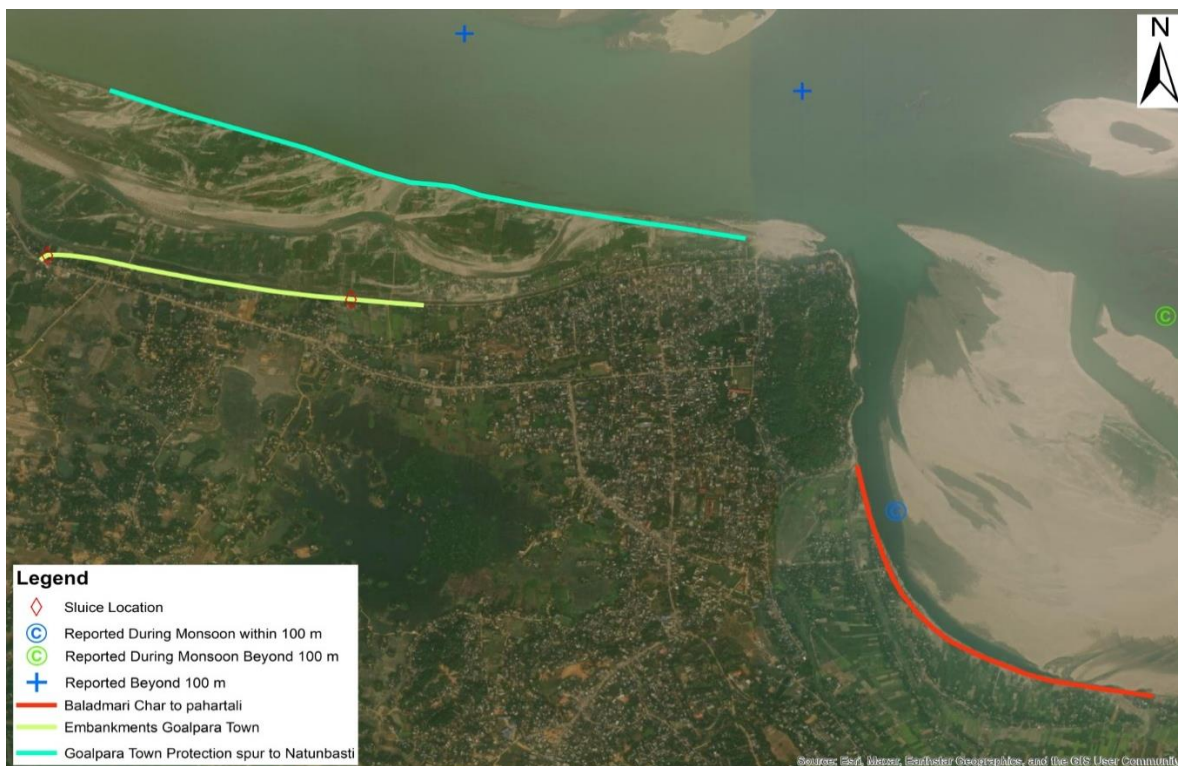 N
Legend
Sluice Location
Reported During Monsoon within 100 m
Reported During Monsoon Beyond 100 m
Reported Beyond 100 m
Baladmari Char to pahartali
Embankments Goalpara Town
Goalpara Town Protection spur to Natunbasti
C
C
C
C
Source: Esri, Maxar, Earthstar Geographics, and the GIS User Community